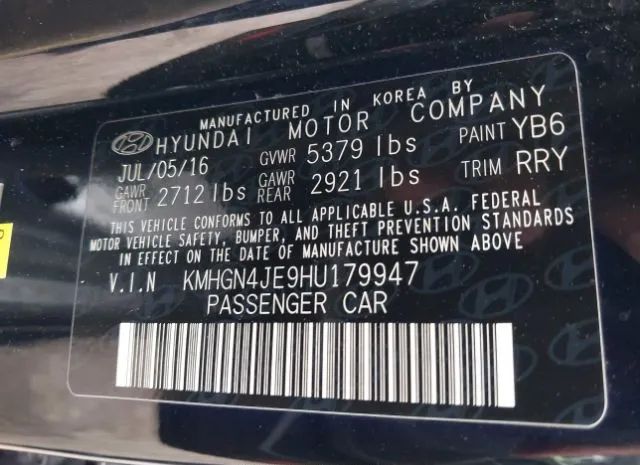 MANUFACTURED IN KOREA BY
HYUNDAI MOTOR COMPANY
JUL/05/16 GVWR 5379 lbs PAINT YB6
GAWR FRONT 2712 lbs GAWR REAR 2921 lbs TRIM RRY
THIS VEHICLE CONFORMS TO ALL APPLICABLE U.S.A. FEDERAL
MOTOR VEHICLE SAFETY, BUMPER, AND THEFT PREVENTION STANDARDS
IN EFFECT ON THE DATE OF MANUFACTURE SHOWN ABOVE
V.I.N KMHGN4JE9HU179947
PASSENGER CAR